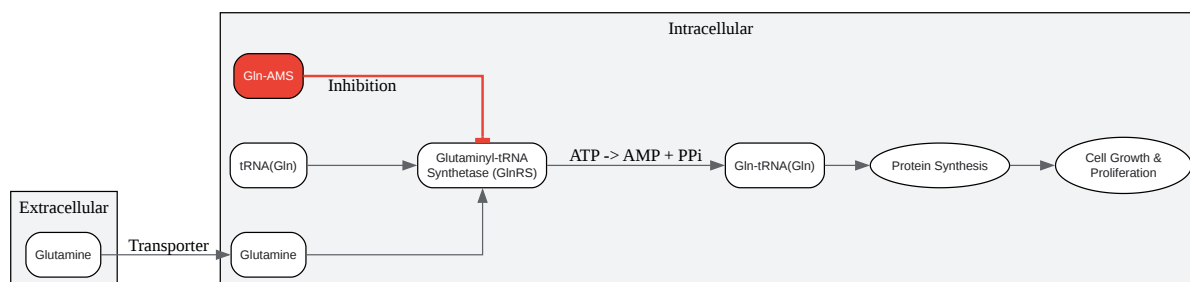 Intracellular
Gln-AMS
Inhibition
tRNA(Gln)
Glutaminyl-tRNA
Synthetase (GlnRS)
ATP -> AMP + PPi
Gln-tRNA(Gln)
Protein Synthesis
Cell Growth &
Proliferation
Extracellular
Glutamine
Transporter
Glutamine